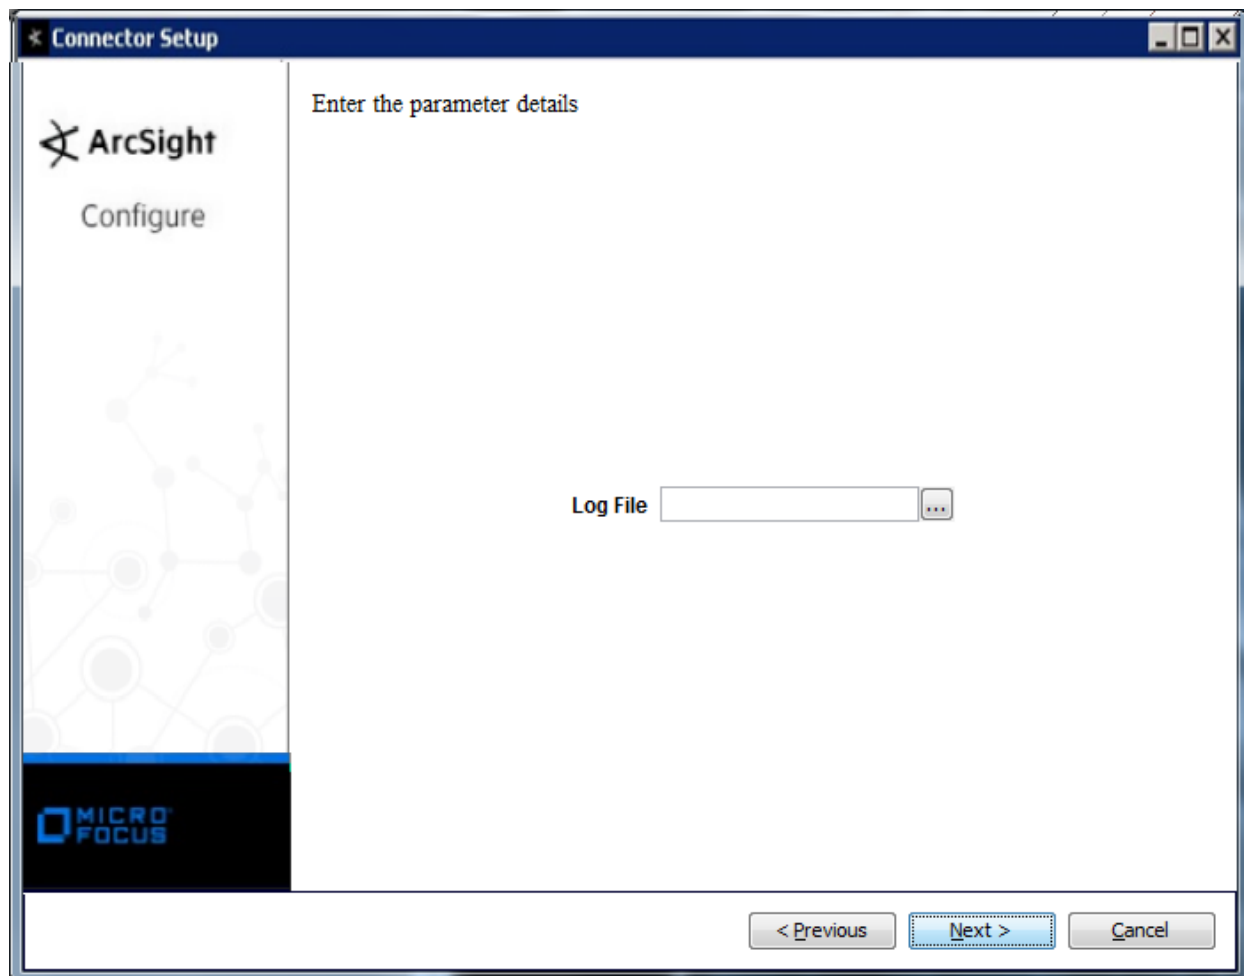 Connector Setup
ArcSight
Configure
Enter the parameter details
Log File
...
MICRO
FOCUS
< Previous
Next >
Cancel